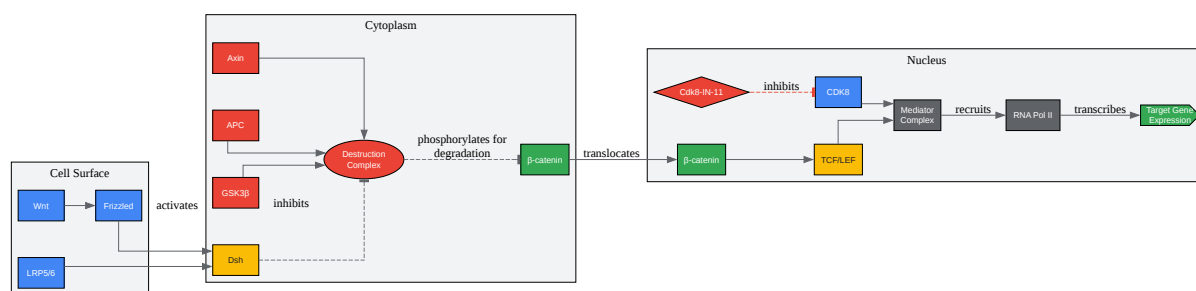 Cell Surface
Wnt
Frizzled
LRP5/6
activates
Cytoplasm
Axin
APC
GSK3β
Dsh
inhibits
Destruction
Complex
phosphorylates for
degradation
β-catenin
translocates
Nucleus
Cdk8-IN-11
inhibits
CDK8
β-catenin
TCF/LEF
Mediator
Complex
recruits
RNA Pol II
transcribes
Target Gene
Expression